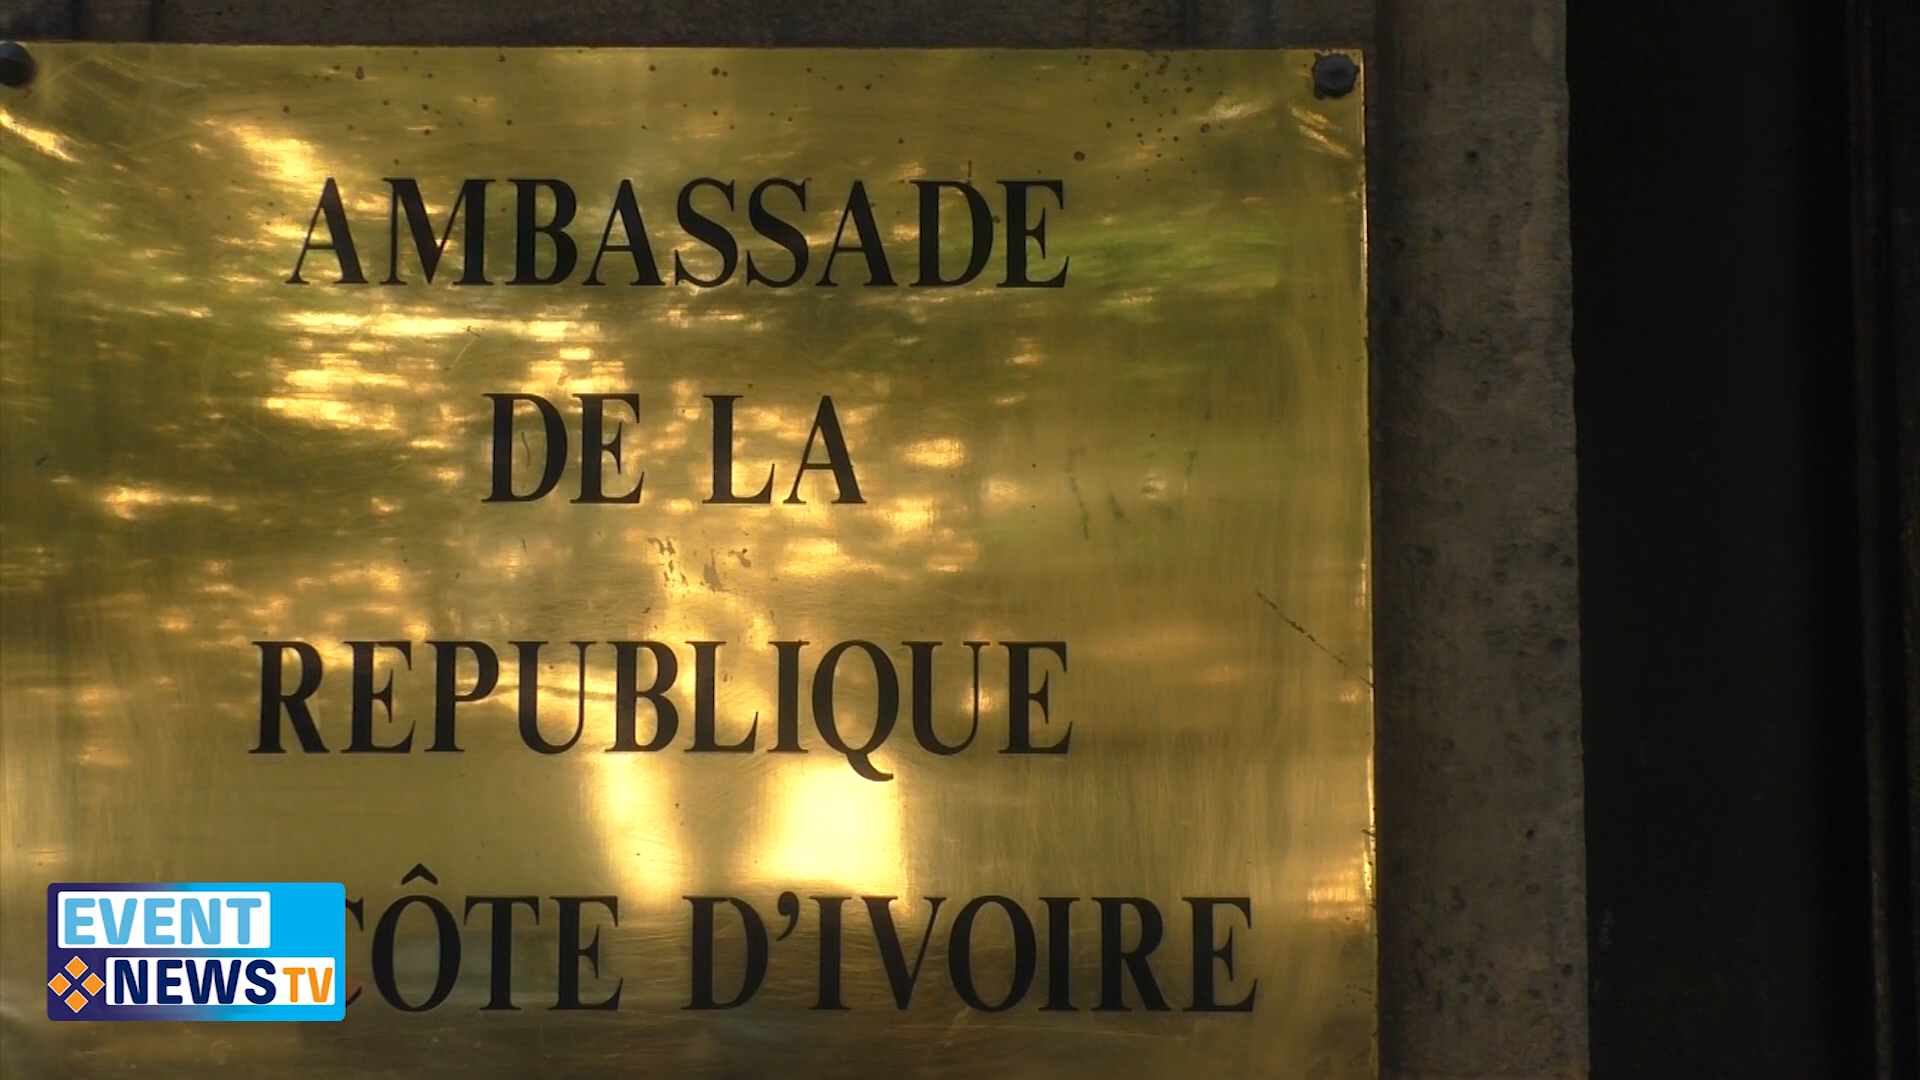 AMBASSADE
DE LA
REPUBLIQUE
CÔTE D'IVOIRE
EVENT
NEWS TV